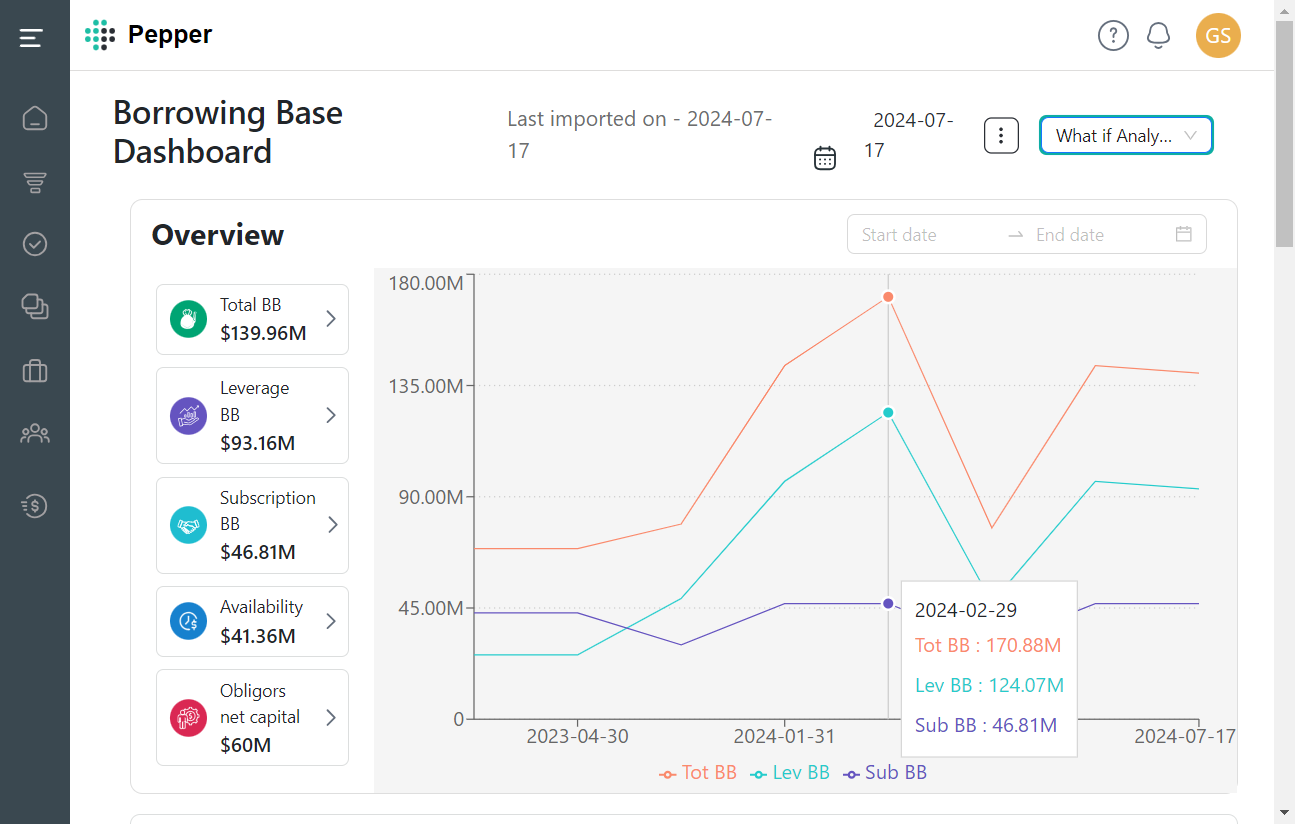 Pepper
?
GS
Borrowing Base
Dashboard
Last imported on - 2024-07-
17
2024-07-
17
What if Analy...
Overview
Start date
End date
Total BB
$139.96M
Leverage
BB
$93.16M
Subscription
BB
$46.81M
Availability
$41.36M
Obligors
net capital
$60M
180.00M
135.00M
90.00M
45.00M
0
2023-04-30
2024-01-31
2024-07-17
2024-02-29
Tot BB : 170.88M
Lev BB : 124.07M
Sub BB : 46.81M
Tot BB
Lev BB
Sub BB